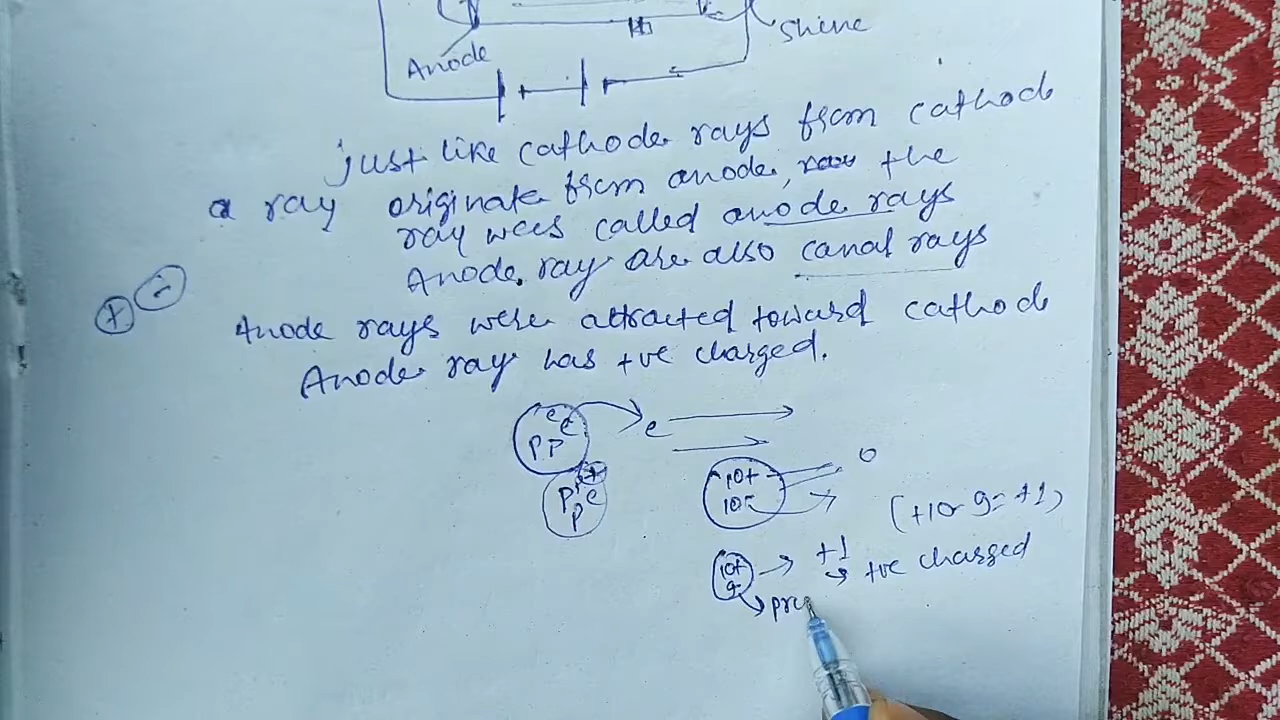 Anode
Shine
just like cathode rays from cathode
a ray originate from anode, the
ray was called anode rays
Anode ray are also canal rays
+ -
Anode rays were attracted toward cathode
Anode ray has +ve charged.
e e
P P
e
+
P P e
P
10+
10-
0
(+10-9=+1)
10+
9-
+1
+ve charged
pro